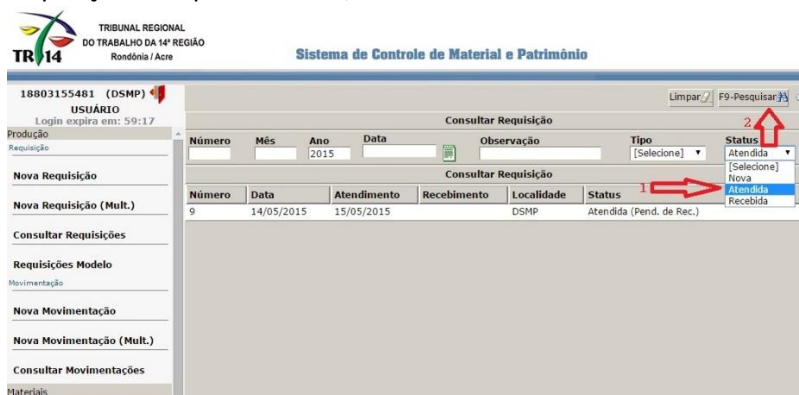 TRIBUNAL REGIONAL
DO TRABALHO DA 14ª REGIÃO
Rondônia / Acre
TR 14
Sistema de Controle de Material e Patrimônio
18803155481 (DSMP)
USUÁRIO
Login expira em: 59:17
Limpar F9-Pesquisar
Consultar Requisição
2
Produção
Requisição
Número Mês Ano Data Observação Tipo Status
2015 [Selecione] Atendida
[Selecione]
Nova
Atendida
Recebida
1
Consultar Requisição
Número Data Atendimento Recebimento Localidade Status
9 14/05/2015 15/05/2015 DSMP Atendida (Pend. de Rec.)
Nova Requisição
Nova Requisição (Mult.)
Consultar Requisições
Requisições Modelo
Movimentação
Nova Movimentação
Nova Movimentação (Mult.)
Consultar Movimentações
Materiais